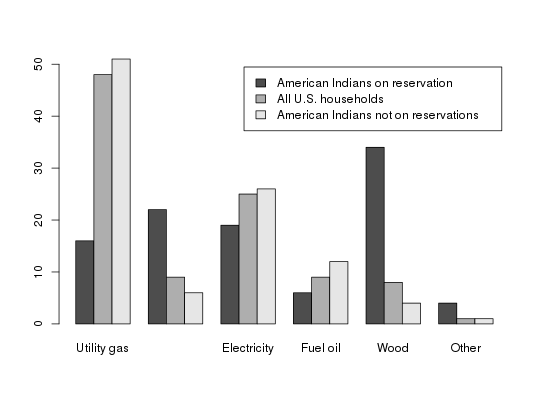 50
40
30
20
10
0
American Indians on reservation
All U.S. households
American Indians not on reservations
Utility gas
Electricity
Fuel oil
Wood
Other